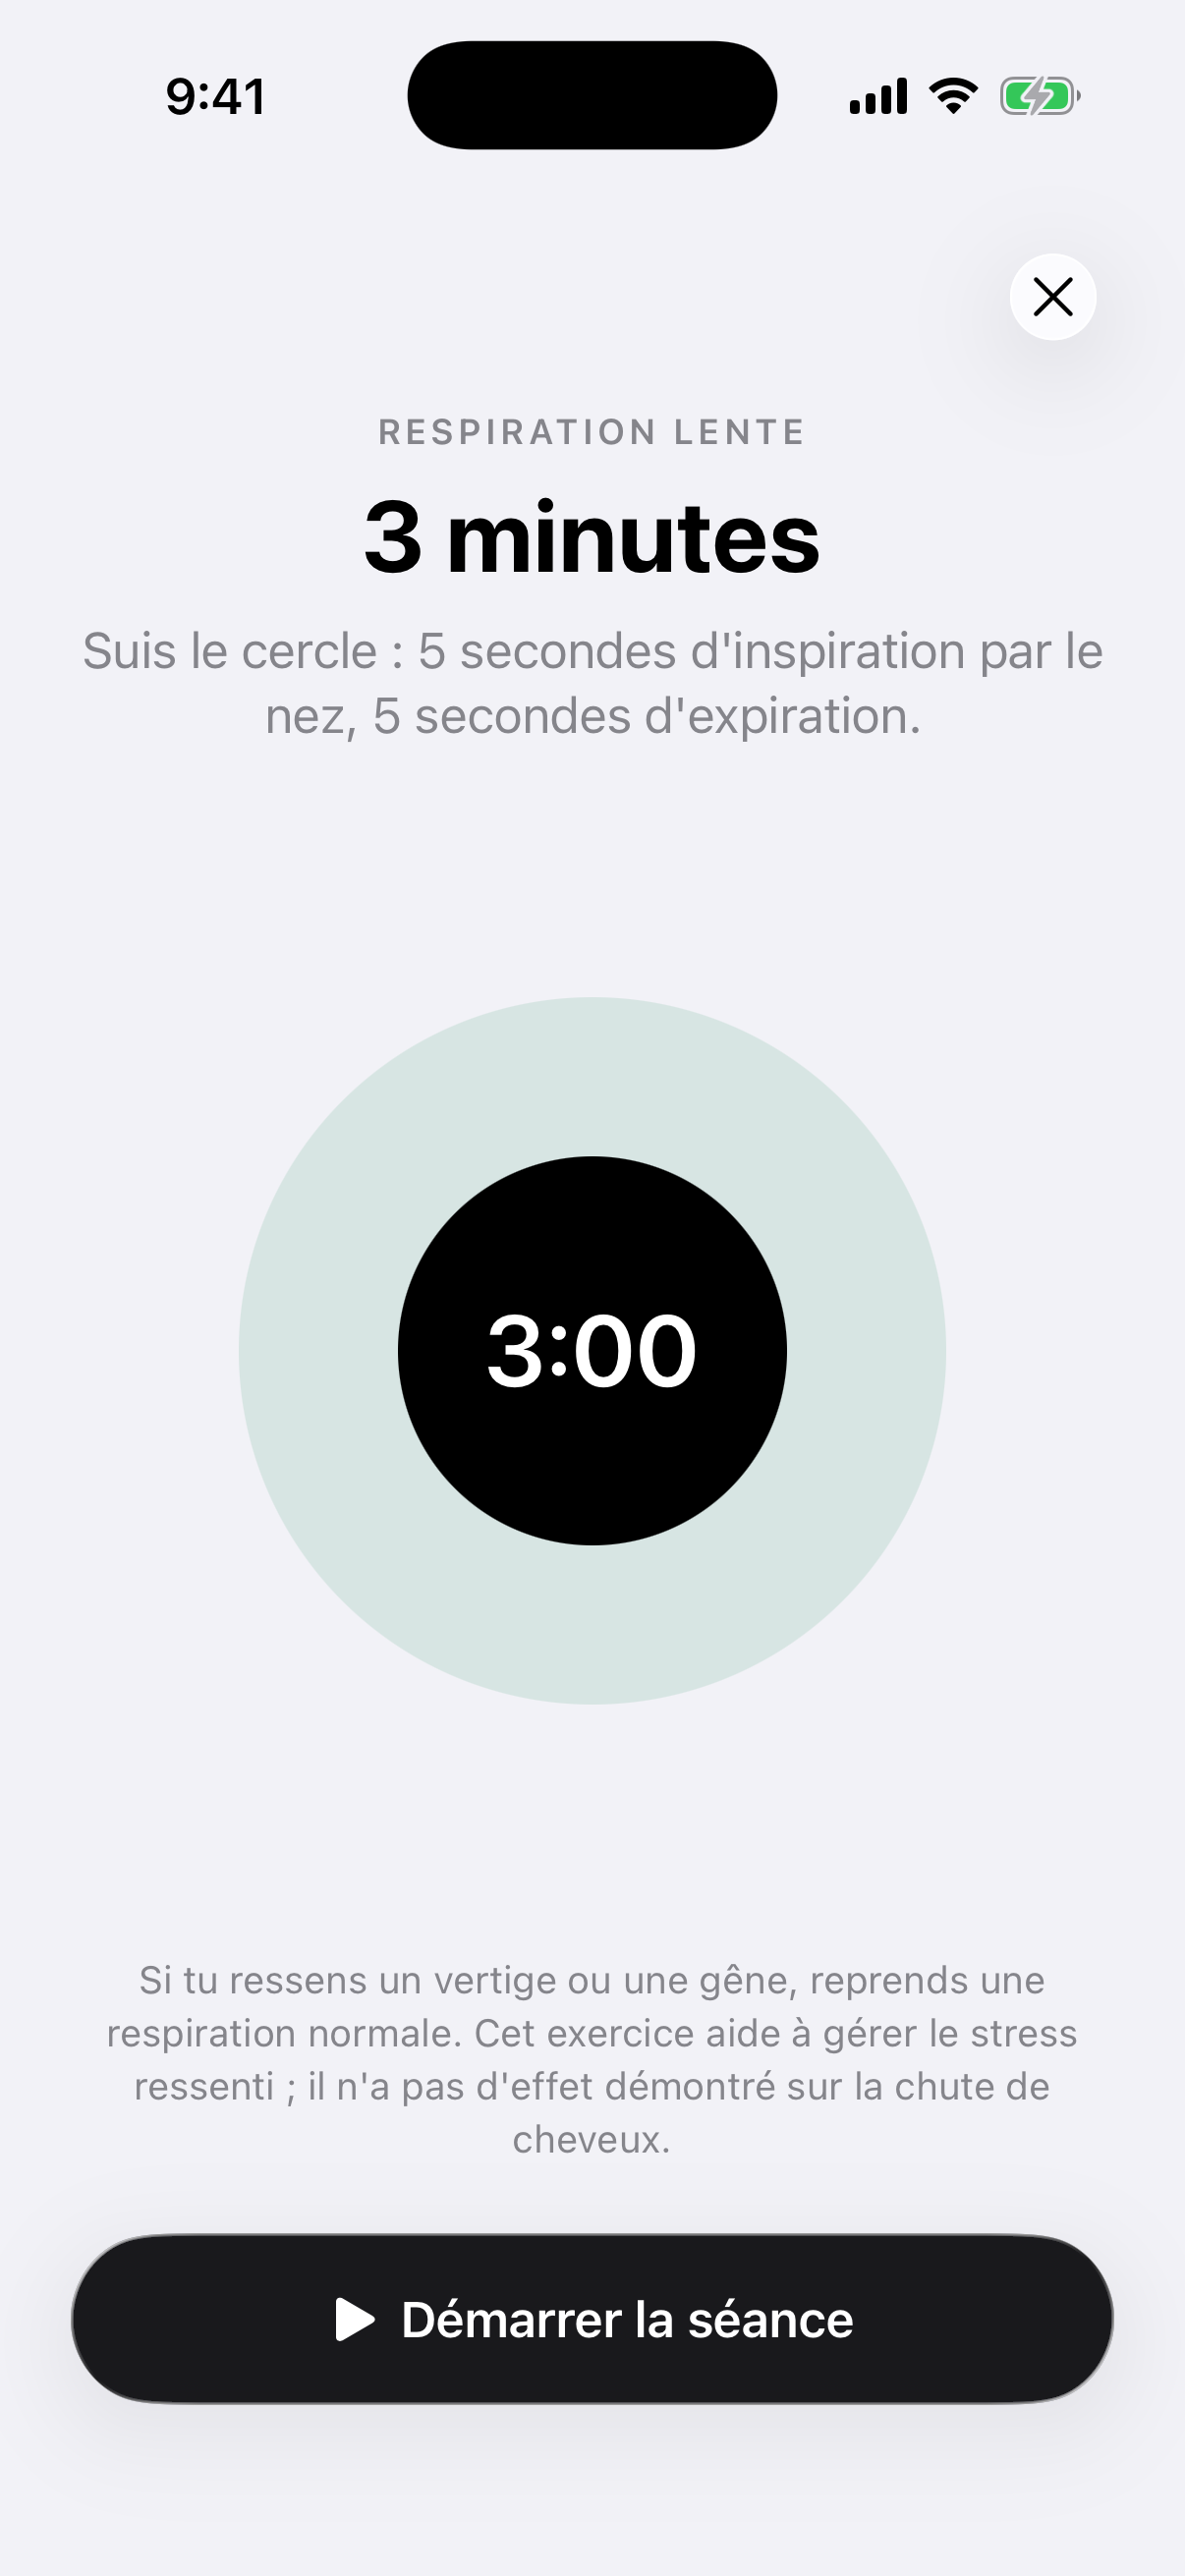 9:41
RESPIRATION LENTE
3 minutes
Suis le cercle : 5 secondes d'inspiration par le
nez, 5 secondes d'expiration.
3:00
Si tu ressens un vertige ou une gêne, reprends une
respiration normale. Cet exercice aide à gérer le stress
ressenti ; il n'a pas d'effet démontré sur la chute de
cheveux.
Démarrer la séance